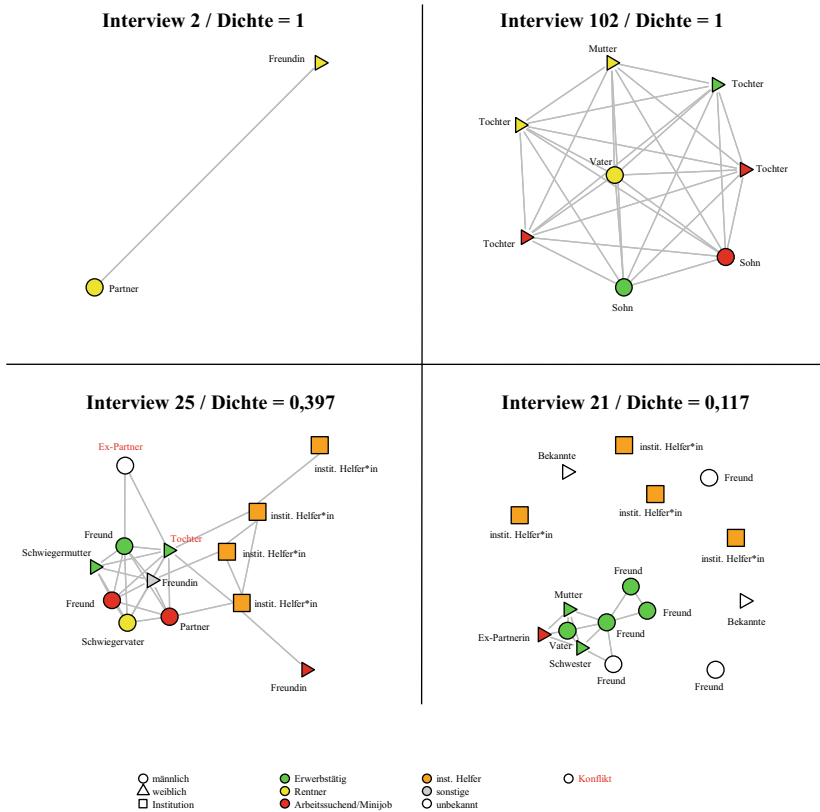 Interview 2 / Dichte = 1
Freundin
Partner
Interview 102 / Dichte = 1
Mutter
Tochter
Tochter
Vater
Tochter
Tochter
Sohn
Sohn
Interview 25 / Dichte = 0,397
Ex-Partner
instit. Helfer*in
instit. Helfer*in
Freund
Tochter
Schwiegermutter
instit. Helfer*in
Freundin
Freund
instit. Helfer*in
Partner
Schwiegervater
Freundin
Interview 21 / Dichte = 0,117
instit. Helfer*in
Bekannte
Freund
instit. Helfer*in
instit. Helfer*in
instit. Helfer*in
Freund
Mutter
Freund
Bekannte
Ex-Partnerin
Freund
Vater
Schwester
Freund
Freund
männlich
weiblich
Institution
Erwerbstätig
Rentner
Arbeitssuchend/Minijob
inst. Helfer
sonstige
unbekannt
Konflikt